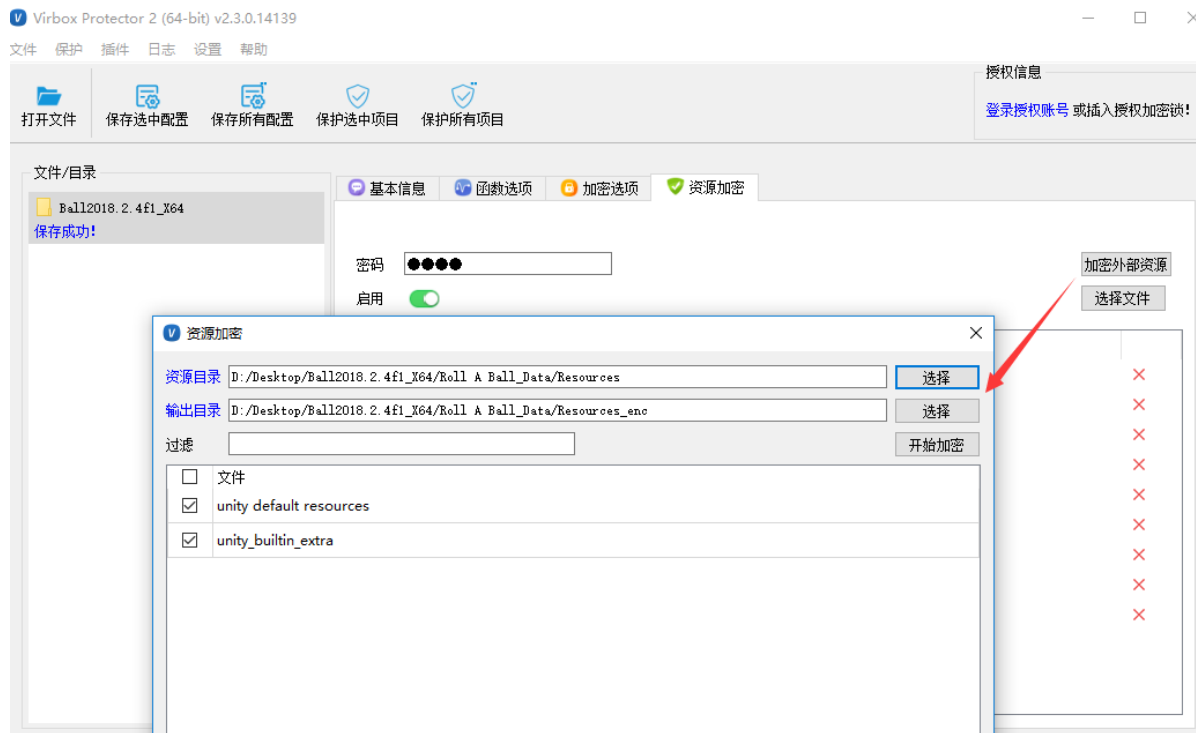 Virbox Protector 2 (64-bit) v2.3.0.14139
文件 保护 插件 日志 设置 帮助
打开文件 保存选中配置 保存所有配置 保护选中项目 保护所有项目
授权信息
登录授权账号 或插入授权加密锁!
文件/目录
Ball2018.2.4f1_X64
保存成功!
基本信息 函数选项 加密选项 资源加密
密码 ●●●● 加密外部资源
启用 选择文件
资源加密
资源目录 D:/Desktop/Ball2018.2.4f1_X64/Roll A Ball_Data/Resources 选择
输出目录 D:/Desktop/Ball2018.2.4f1_X64/Roll A Ball_Data/Resources_enc 选择
过滤 开始加密
文件
unity default resources
unity_builtin_extra